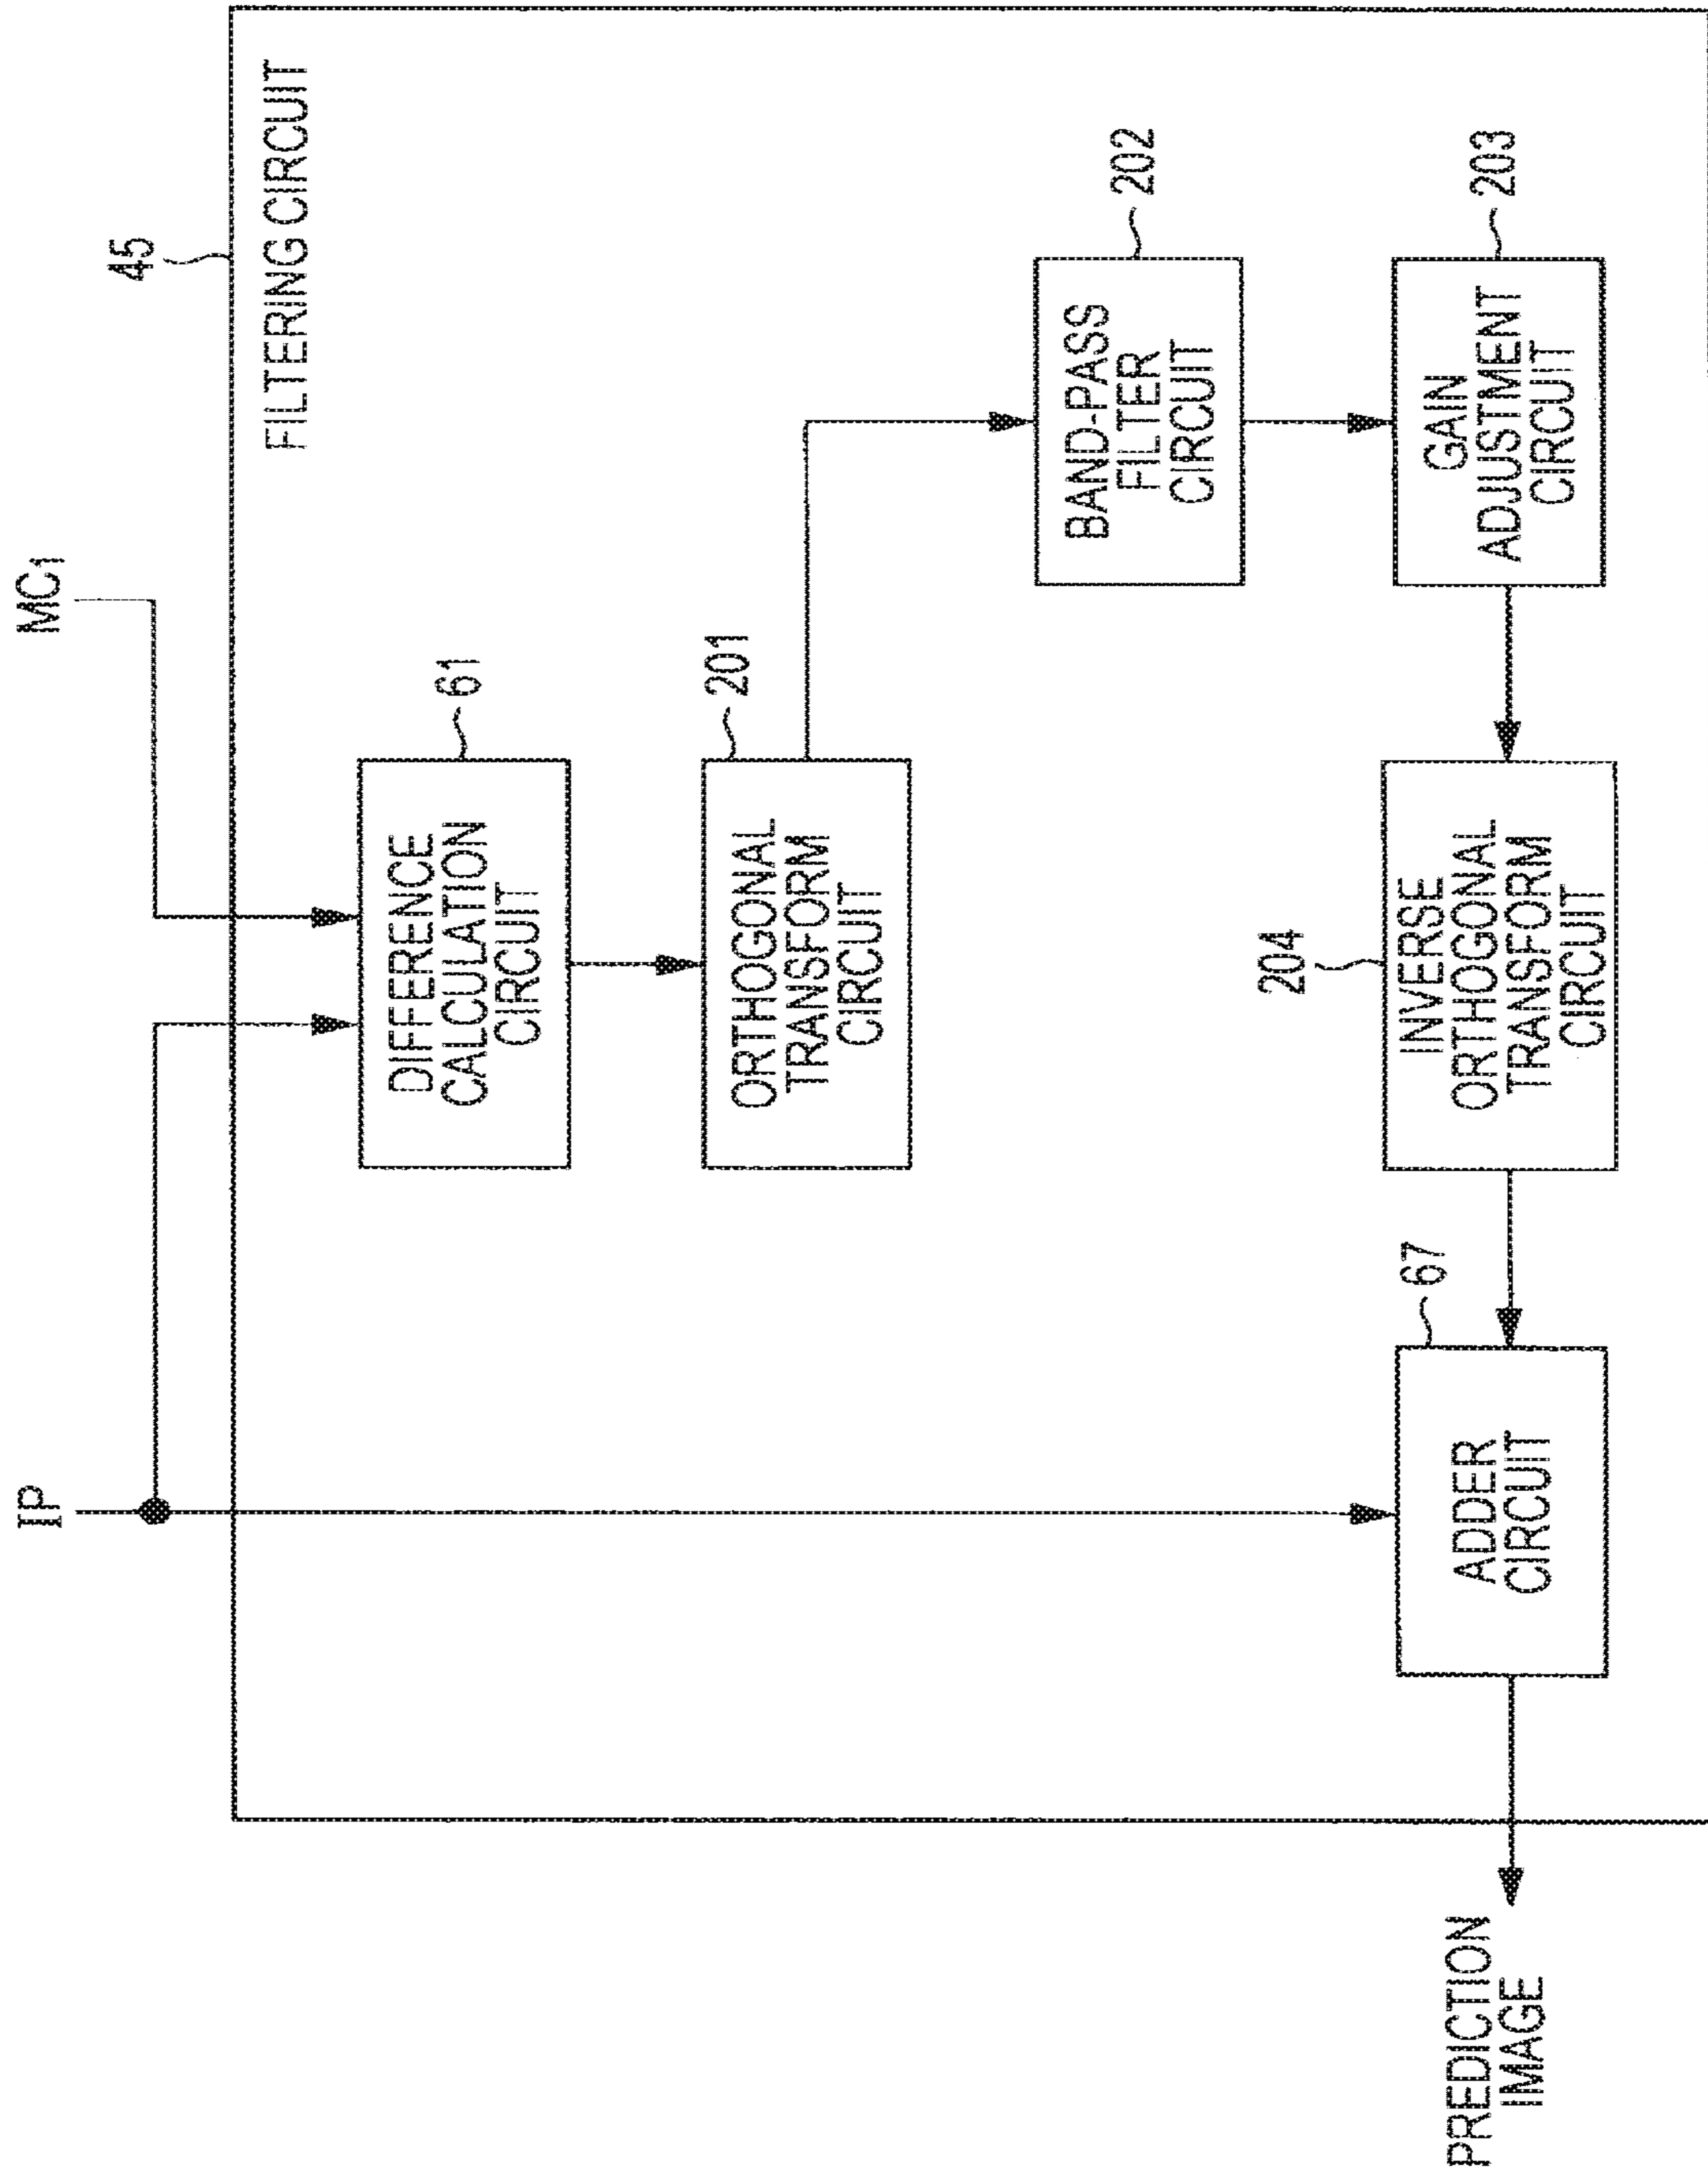 45
FILTERING CIRCUIT
MC1
IP
61
DIFFERENCE
CALCULATION
CIRCUIT
201
ORTHOGONAL
TRANSFORM
CIRCUIT
202
BAND-PASS
FILTER
CIRCUIT
203
GAIN
ADJUSTMENT
CIRCUIT
204
INVERSE
ORTHOGONAL
TRANSFORM
CIRCUIT
67
ADDER
CIRCUIT
PREDICTION
IMAGE